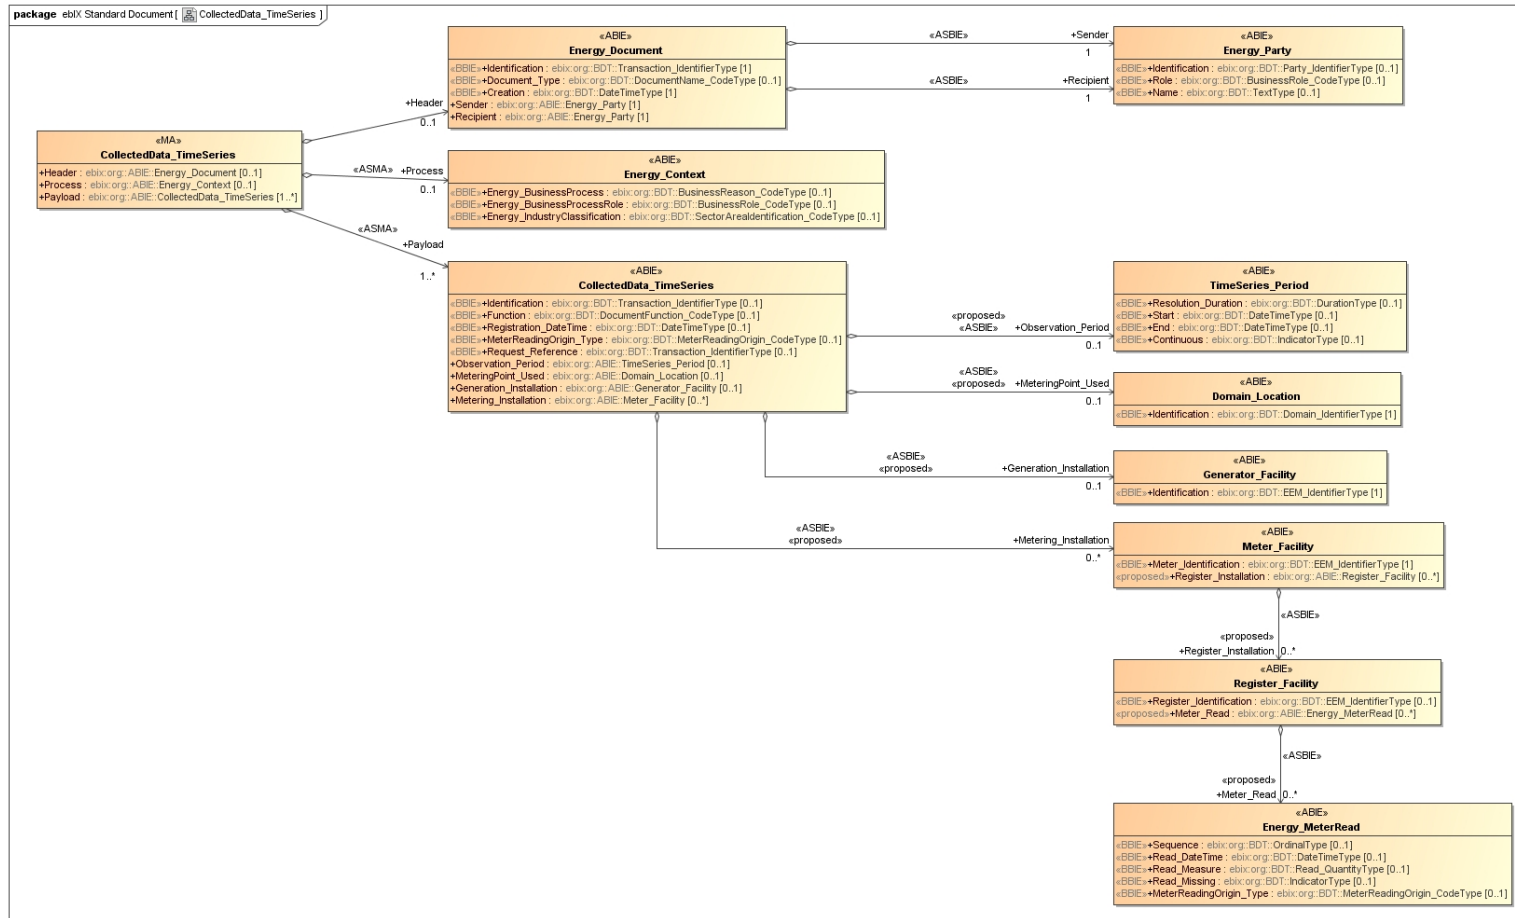 package ebIX Standard Document [ CollectedData_TimeSeries ]
«MA»
CollectedData_TimeSeries
+Header : ebix:org::ABIE::Energy_Document [0..1]
+Process : ebix:org::ABIE::Energy_Context [0..1]
+Payload : ebix:org::ABIE::CollectedData_TimeSeries [1..*]
+Header
0..1
«ASMA» +Process
0..1
«ASMA»
+Payload
1..*
«ABIE»
Energy_Document
«BBIE»+Identification : ebix:org::BDT::Transaction_IdentifierType [1]
«BBIE»+Document_Type : ebix:org::BDT::DocumentName_CodeType [0..1]
«BBIE»+Creation : ebix:org::BDT::DateTimeType [1]
+Sender : ebix:org::ABIE::Energy_Party [1]
+Recipient : ebix:org::ABIE::Energy_Party [1]
«ASBIE» +Sender
1
«ASBIE» +Recipient
1
«ABIE»
Energy_Party
«BBIE»+Identification : ebix:org::BDT::Party_IdentifierType [0..1]
«BBIE»+Role : ebix:org::BDT::BusinessRole_CodeType [0..1]
«BBIE»+Name : ebix:org::BDT::TextType [0..1]
«ABIE»
Energy_Context
«BBIE»+Energy_BusinessProcess : ebix:org::BDT::BusinessReason_CodeType [0..1]
«BBIE»+Energy_BusinessProcessRole : ebix:org::BDT::BusinessRole_CodeType [0..1]
«BBIE»+Energy_IndustryClassification : ebix:org::BDT::SectorAreaIdentification_CodeType [0..1]
«ABIE»
CollectedData_TimeSeries
«BBIE»+Identification : ebix:org::BDT::Transaction_IdentifierType [0..1]
«BBIE»+Function : ebix:org::BDT::DocumentFunction_CodeType [0..1]
«BBIE»+Registration_DateTime : ebix:org::BDT::DateTimeType [0..1]
«BBIE»+MeterReadingOrigin_Type : ebix:org::BDT::MeterReadingOrigin_CodeType [0..1]
«BBIE»+Request_Reference : ebix:org::BDT::Transaction_IdentifierType [0..1]
+Observation_Period : ebix:org::ABIE::TimeSeries_Period [0..1]
+MeteringPoint_Used : ebix:org::ABIE::Domain_Location [0..1]
+Generation_Installation : ebix:org::ABIE::Generator_Facility [0..1]
+Metering_Installation : ebix:org::ABIE::Meter_Facility [0..*]
«proposed»
«ASBIE» +Observation_Period
0..1
«ABIE»
TimeSeries_Period
«BBIE»+Resolution_Duration : ebix:org::BDT::DurationType [0..1]
«BBIE»+Start : ebix:org::BDT::DateTimeType [0..1]
«BBIE»+End : ebix:org::BDT::DateTimeType [0..1]
«BBIE»+Continuous : ebix:org::BDT::IndicatorType [0..1]
«ASBIE»
«proposed» +MeteringPoint_Used
0..1
«ABIE»
Domain_Location
«BBIE»+Identification : ebix:org::BDT::Domain_IdentifierType [1]
«ASBIE»
«proposed» +Generation_Installation
0..1
«ABIE»
Generator_Facility
«BBIE»+Identification : ebix:org::BDT::EEM_IdentifierType [1]
«ASBIE»
«proposed» +Metering_Installation
0..*
«ABIE»
Meter_Facility
«BBIE»+Meter_Identification : ebix:org::BDT::EEM_IdentifierType [1]
«proposed»+Register_Installation : ebix:org::ABIE::Register_Facility [0..*]
«ASBIE»
«proposed»
+Register_Installation 0..*
«ABIE»
Register_Facility
«BBIE»+Register_Identification : ebix:org::BDT::EEM_IdentifierType [0..1]
«proposed»+Meter_Read : ebix:org::ABIE::Energy_MeterRead [0..*]
«ASBIE»
«proposed»
+Meter_Read 0..*
«ABIE»
Energy_MeterRead
«BBIE»+Sequence : ebix:org::BDT::OrdinalType [0..1]
«BBIE»+Read_DateTime : ebix:org::BDT::DateTimeType [0..1]
«BBIE»+Read_Measure : ebix:org::BDT::Read_QuantityType [0..1]
«BBIE»+Read_Missing : ebix:org::BDT::IndicatorType [0..1]
«BBIE»+MeterReadingOrigin_Type : ebix:org::BDT::MeterReadingOrigin_CodeType [0..1]